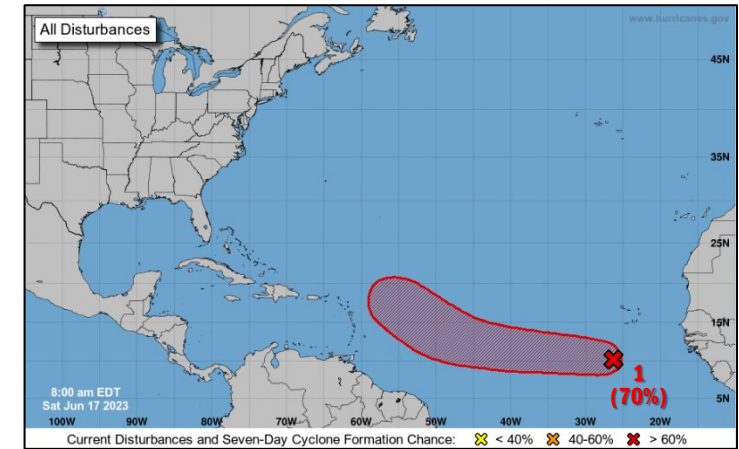 All Disturbances
www.hurricanes.gov
45N
35N
25N
15N
5N
1
(70%)
8:00 am EDT
Sat Jun 17 2023
100W 90W 80W 70W 60W 50W 40W 30W 20W
Current Disturbances and Seven-Day Cyclone Formation Chance: < 40% 40-60% > 60%